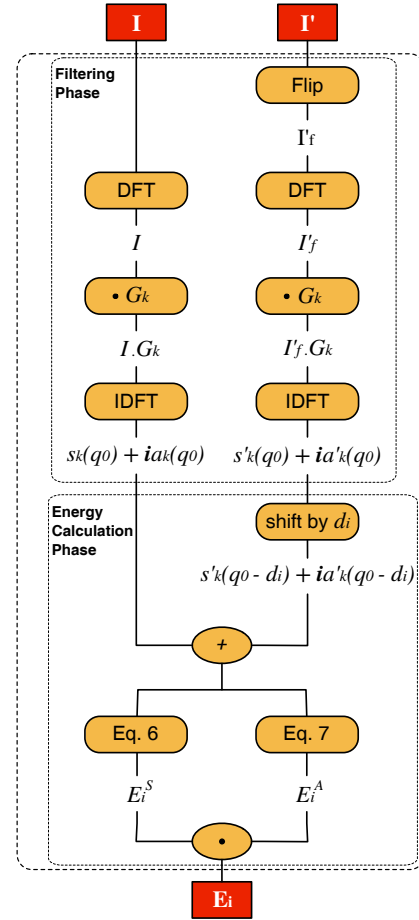 I I'
Filtering
Phase
Flip
I'f
DFT DFT
I I'f
• Gk • Gk
I.Gk I'f.Gk
IDFT IDFT
sk(q0) + iak(q0) s'k(q0) + ia'k(q0)
Energy
Calculation
Phase
shift by di
s'k(q0 - di) + ia'k(q0 - di)
+
Eq. 6 Eq. 7
EiS EiA
•
Ei